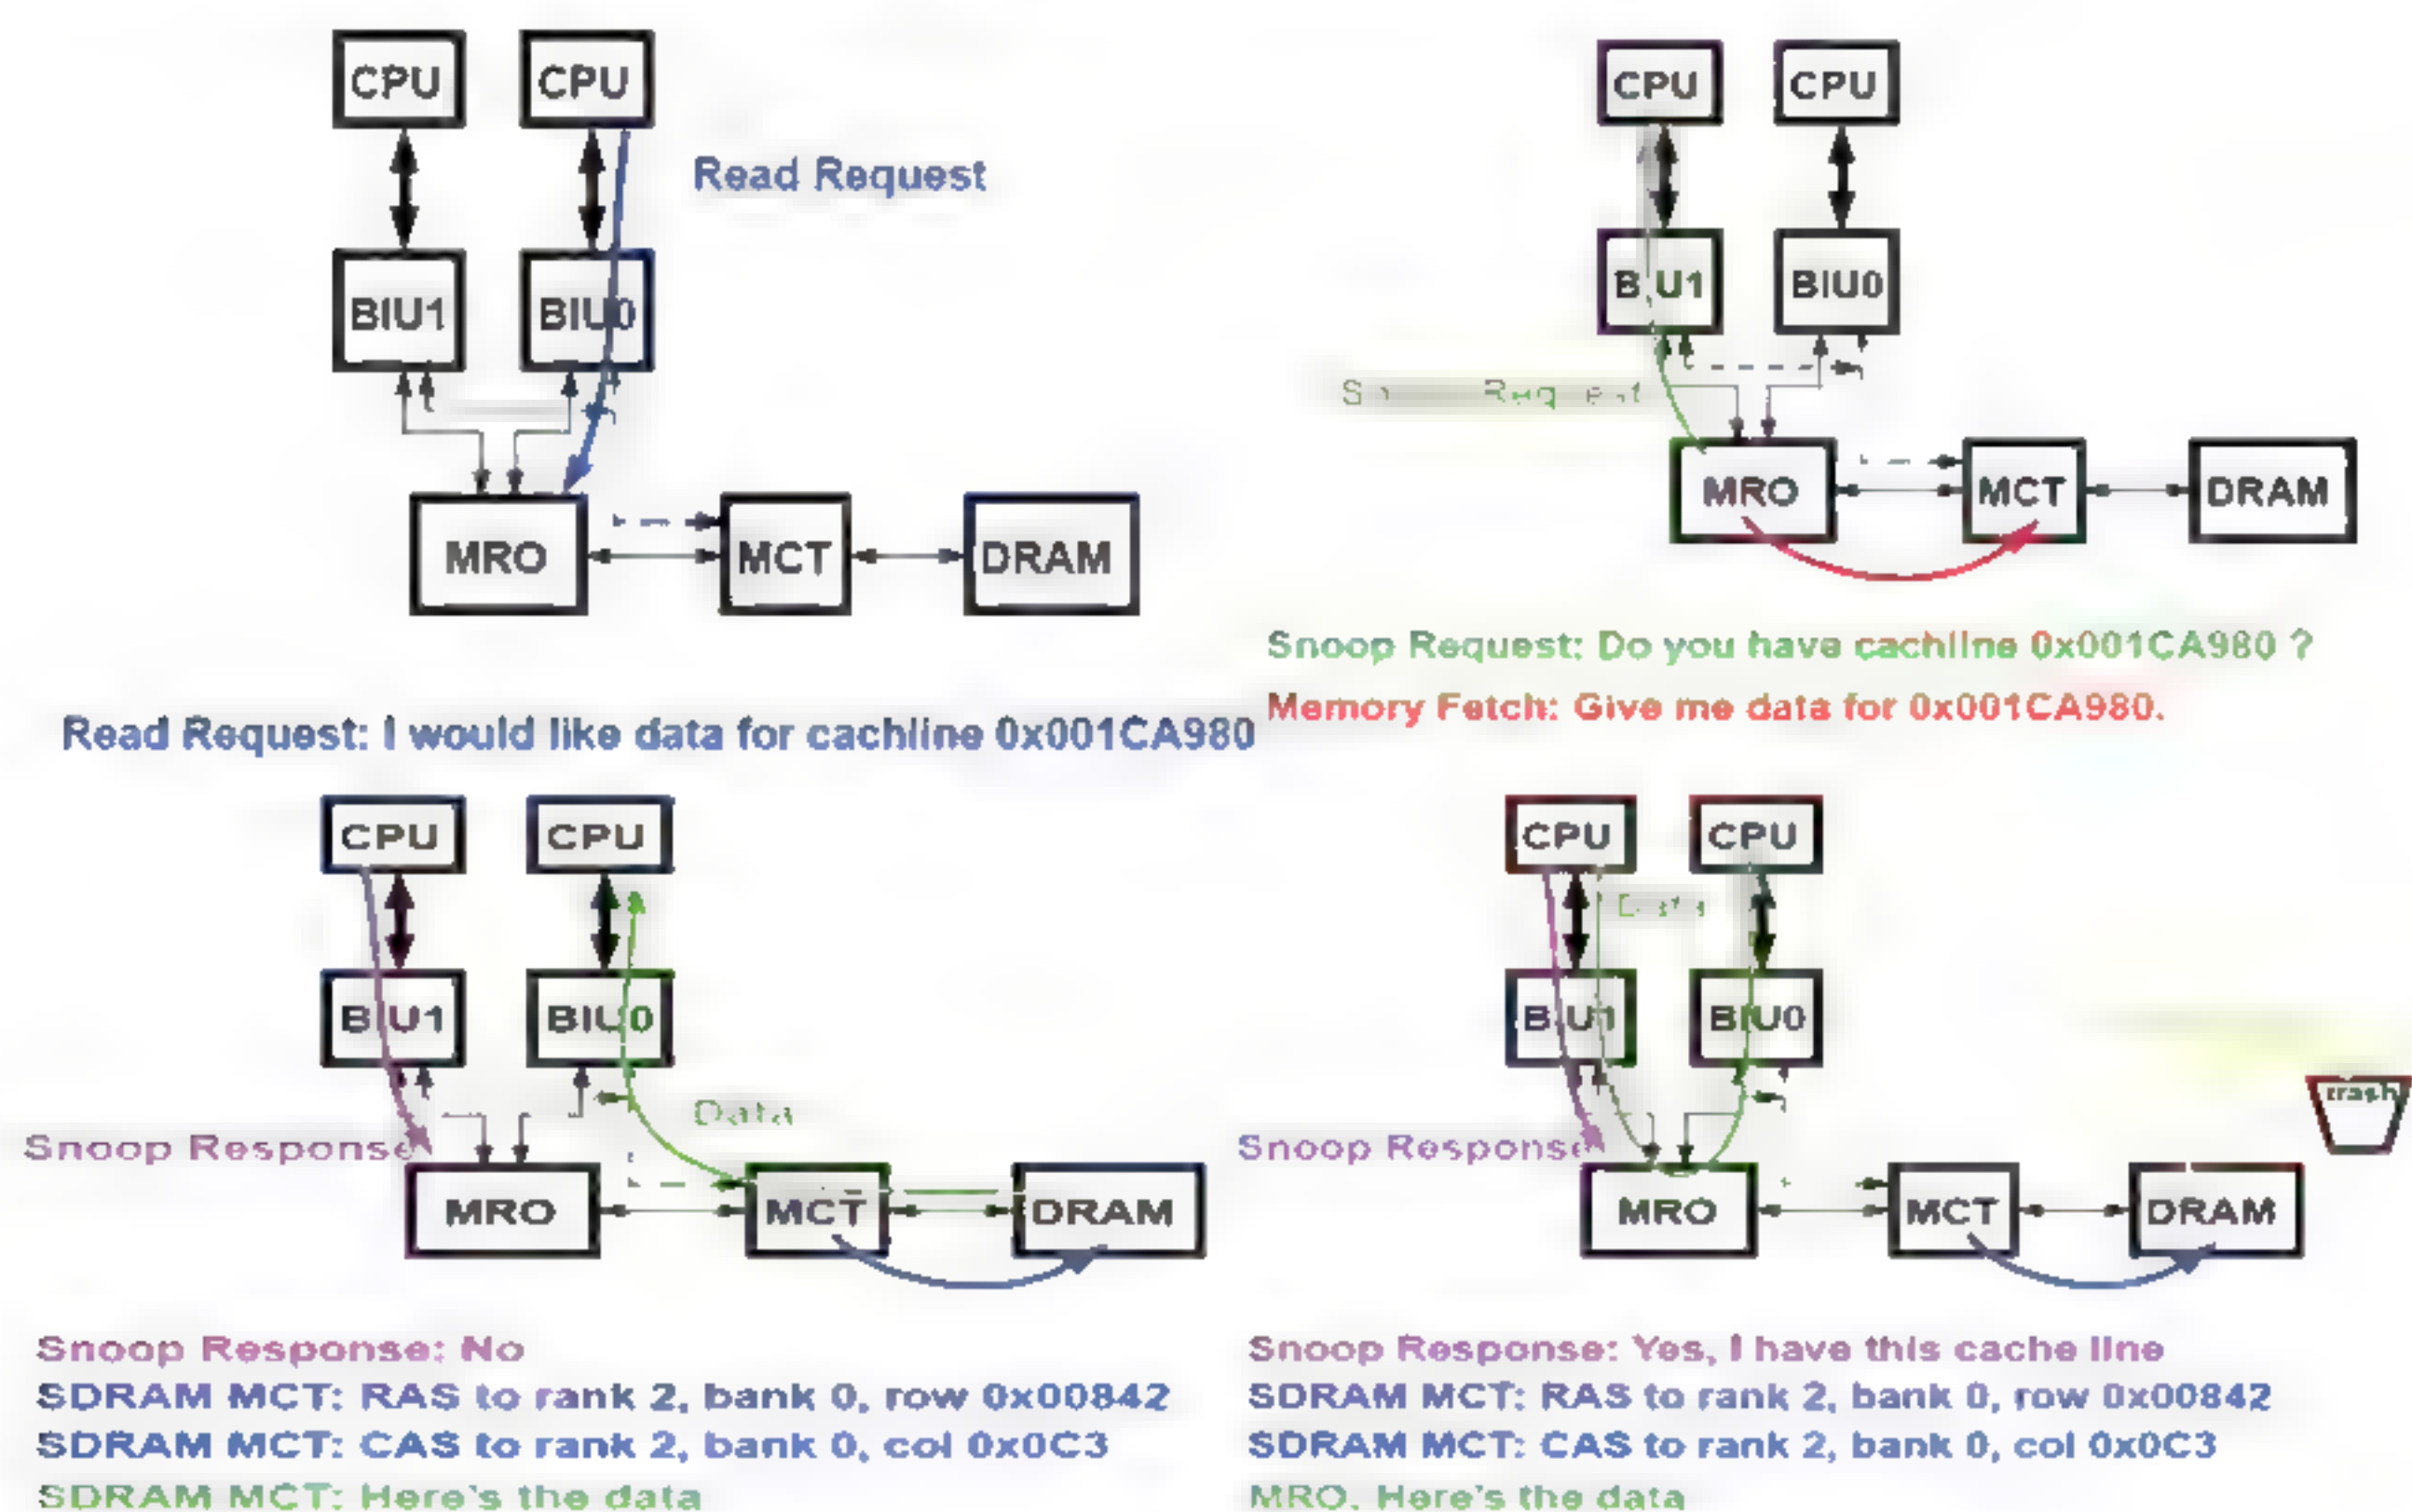 CPU CPU
Read Request
BIU1 BIU0
MRO MCT DRAM
Read Request: I would like data for cachline 0x001CA980
CPU CPU
BIU1 BIU0
Request
MRO MCT DRAM
Snoop Request: Do you have cachline 0x001CA980 ?
Memory Fetch: Give me data for 0x001CA980.
CPU CPU
BIU1 BIU0
Data
Snoop Response
MRO MCT DRAM
Snoop Response: No
SDRAM MCT: RAS to rank 2, bank 0, row 0x00842
SDRAM MCT: CAS to rank 2, bank 0, col 0x0C3
SDRAM MCT: Here's the data
CPU CPU
Data
BIU1 BIU0
trash
Snoop Response
MRO MCT DRAM
Snoop Response: Yes, I have this cache line
SDRAM MCT: RAS to rank 2, bank 0, row 0x00842
SDRAM MCT: CAS to rank 2, bank 0, col 0x0C3
MRO. Here's the data